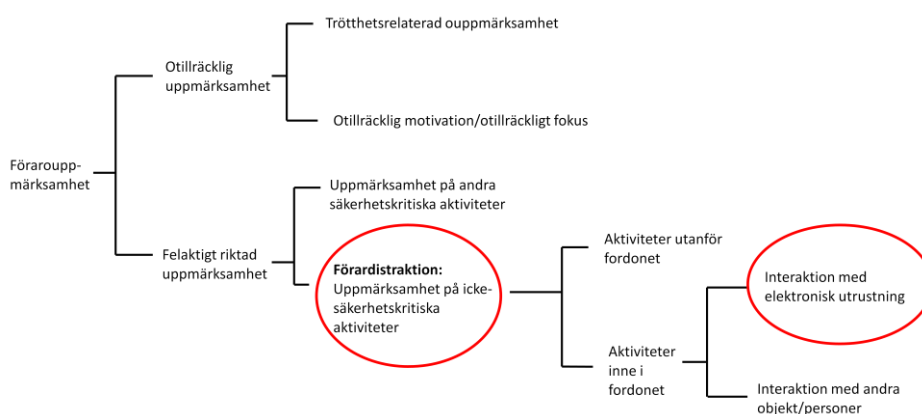 Trötthetsrelaterad ouppmärksamhet
Otillräcklig
uppmärksamhet
Otillräcklig motivation/otillräckligt fokus
Föraroupp-
märksamhet
Uppmärksamhet på andra
säkerhetskritiska aktiviteter
Felaktigt riktad
uppmärksamhet
Förardistraktion:
Uppmärksamhet på icke-
säkerhetskritiska
aktiviteter
Aktiviteter utanför
fordonet
Interaktion med
elektronisk utrustning
Aktiviteter
inne i
fordonet
Interaktion med andra
objekt/personer